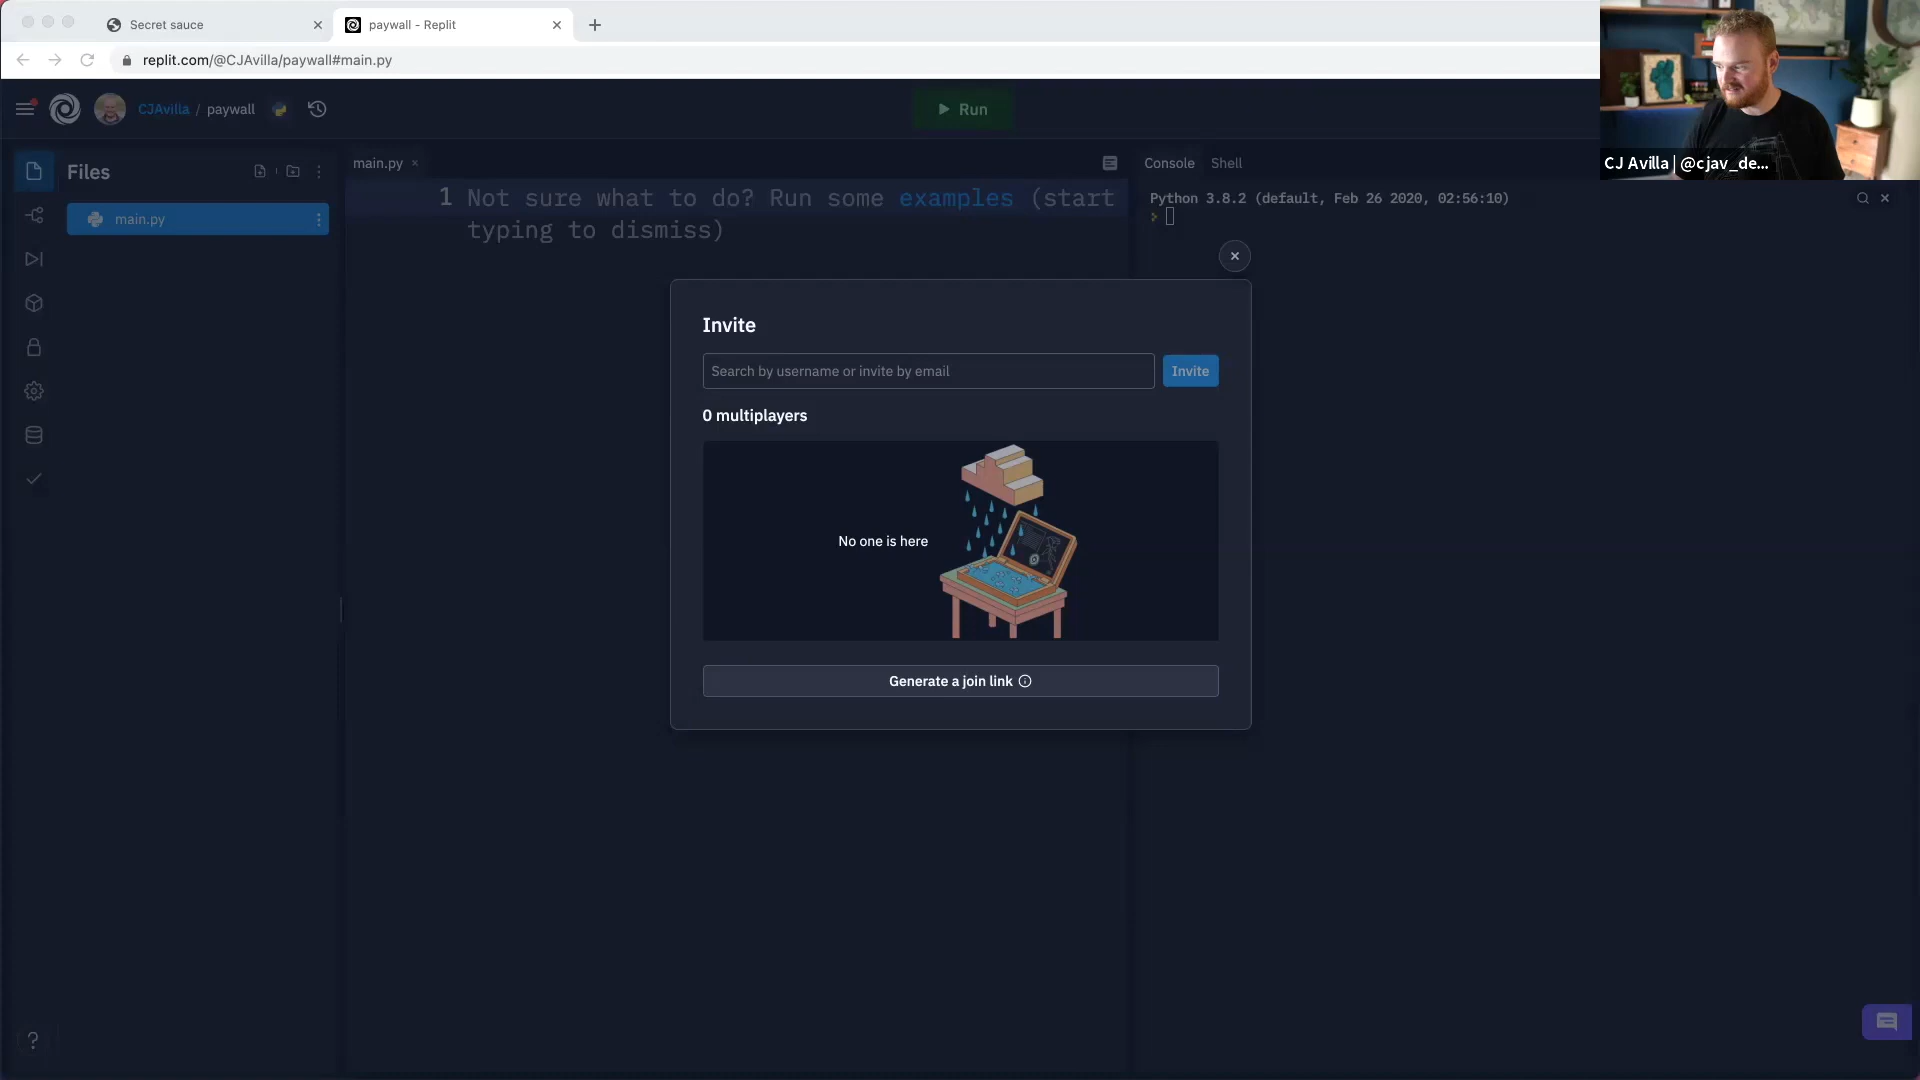 Secret sauce
paywall - Replit
replit.com/@CJAvilla/paywall#main.py
CJAvilla / paywall
Run
CJ Avilla | @cjav_de...
Files
main.py
main.py
1 Not sure what to do? Run some examples (start
typing to dismiss)
Console
Shell
Python 3.8.2 (default, Feb 26 2020, 02:56:10)
Invite
Search by username or invite by email
Invite
0 multiplayers
No one is here
Generate a join link
?